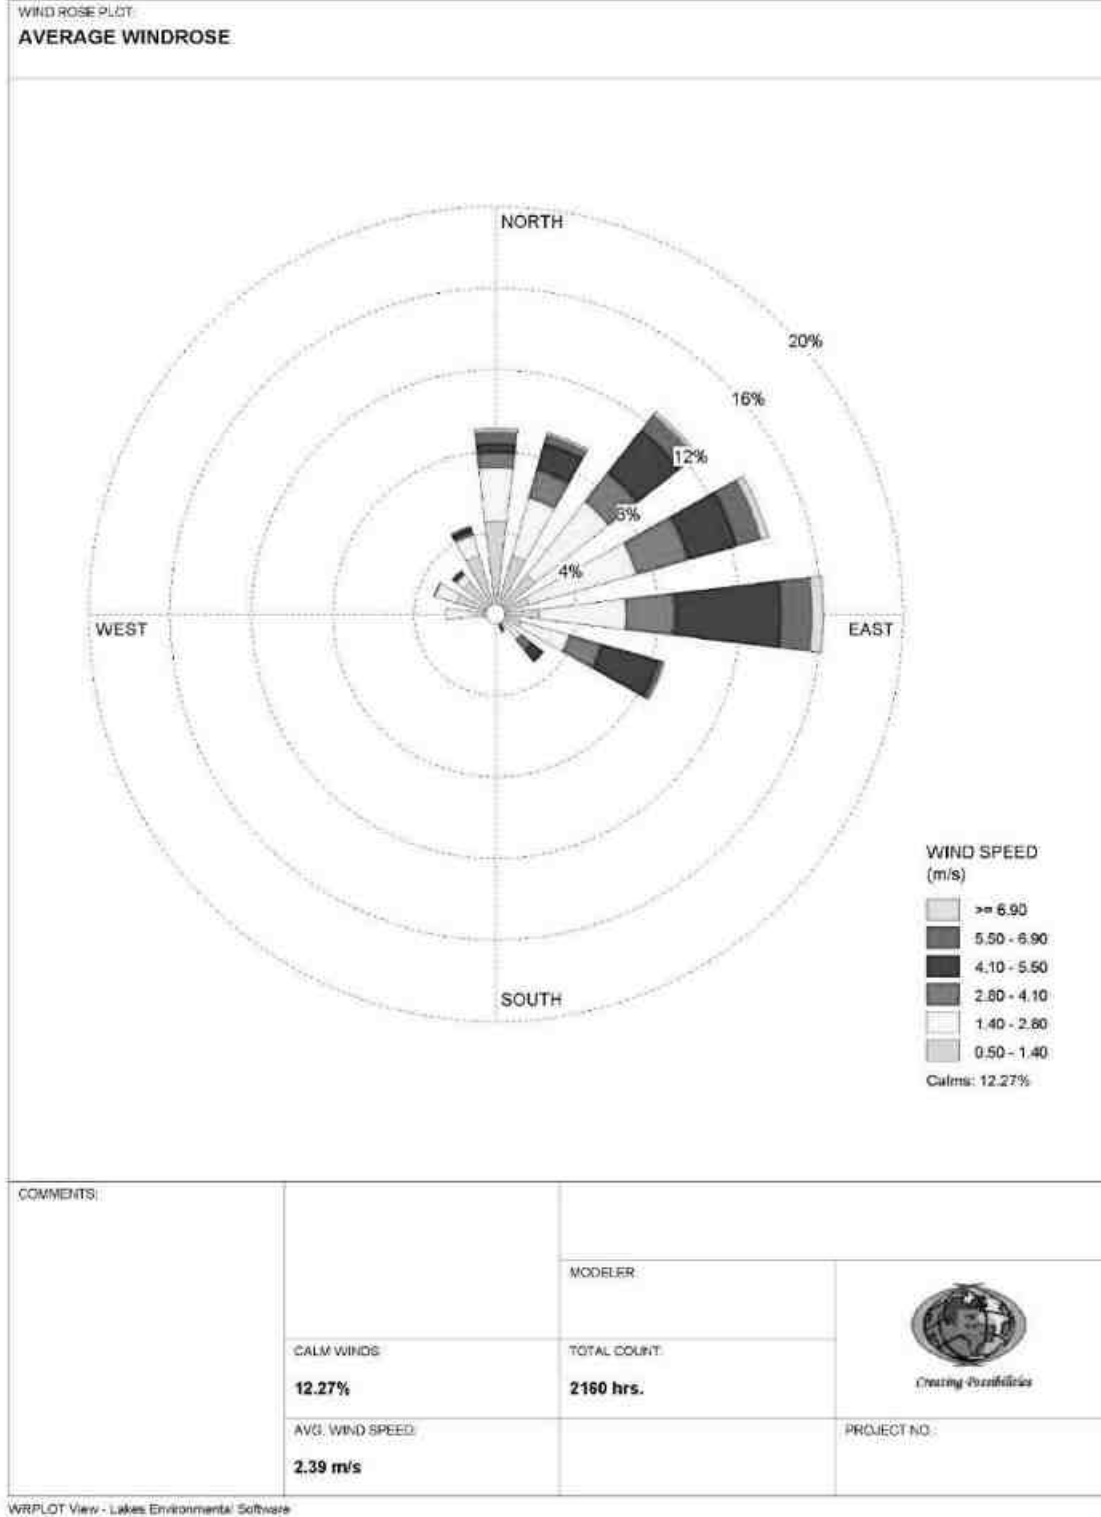 WIND ROSE PLOT:
AVERAGE WINDROSE
NORTH
20%
16%
12%
8%
4%
WEST
EAST
SOUTH
WIND SPEED
(m/s)
>= 6.90
5.50 - 6.90
4.10 - 5.50
2.80 - 4.10
1.40 - 2.80
0.50 - 1.40
Calms: 12.27%
COMMENTS:
MODELER:
CALM WINDS:
12.27%
TOTAL COUNT:
2160 hrs.
Creating Possibilities
AVG. WIND SPEED:
2.39 m/s
PROJECT NO.:
WRPLOT View - Lakes Environmental Software